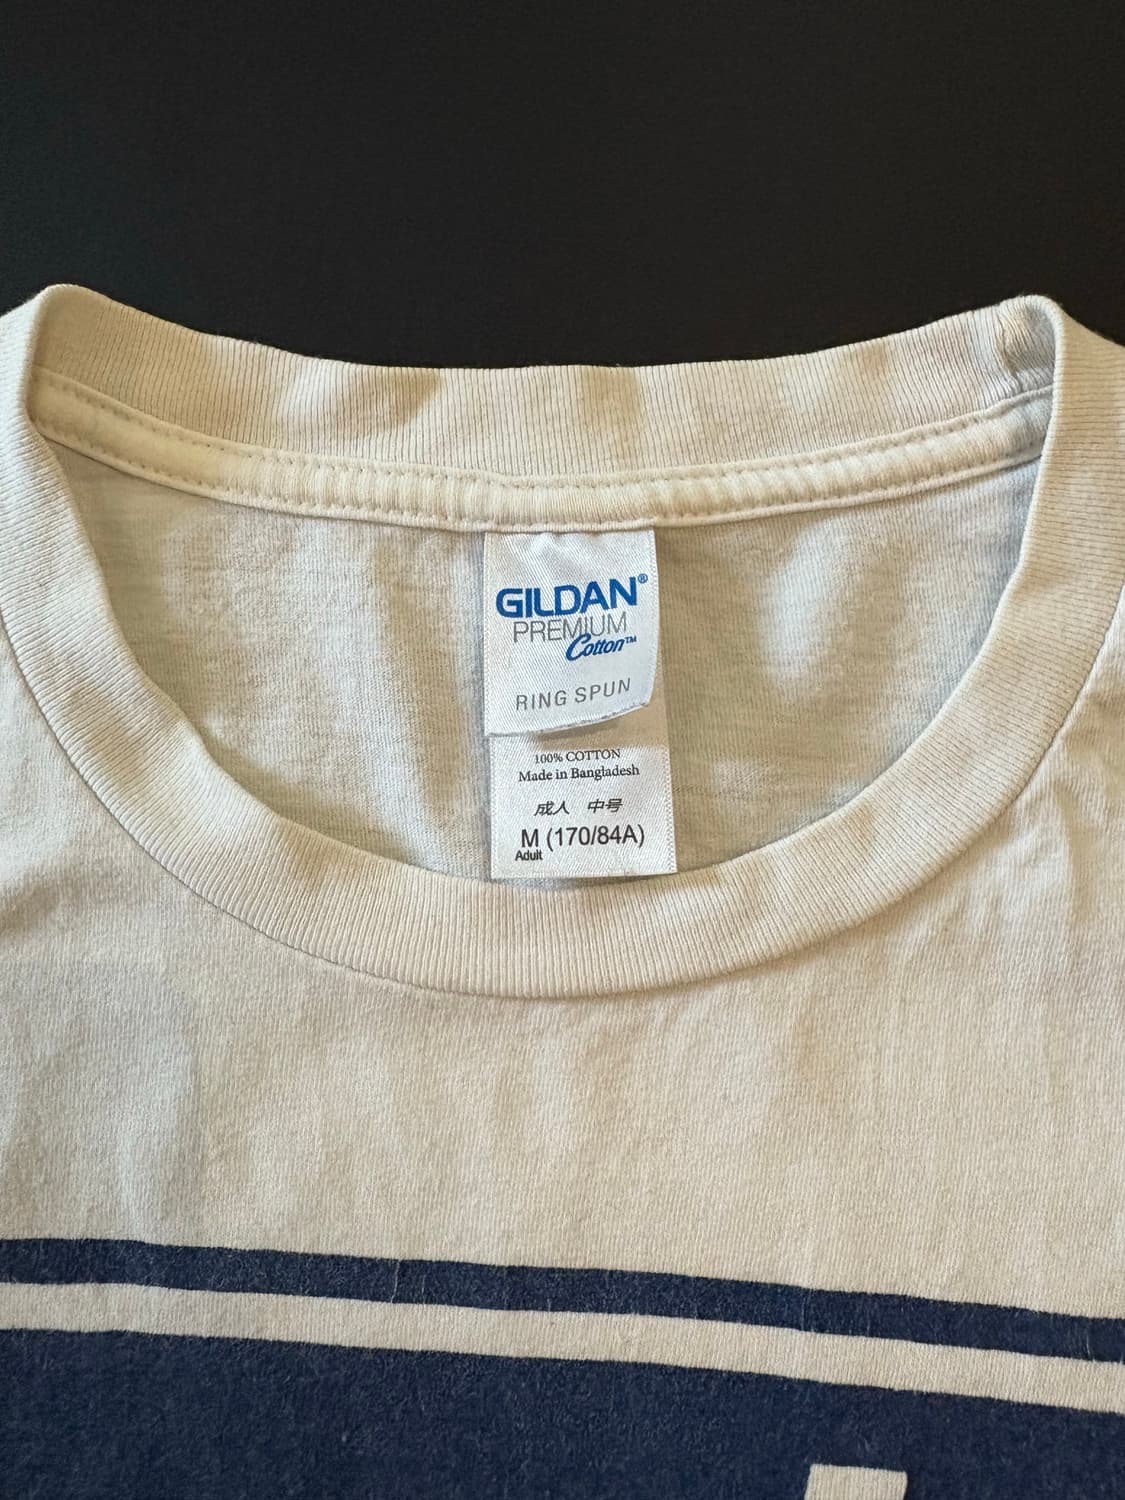 GILDAN®
PREMIUM
Cotton™
RING SPUN
100% COTTON
Made in Bangladesh
成人 中号
M (170/84A)
Adult